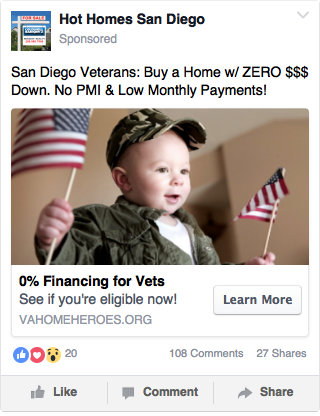 FOR SALE
Hot Homes San Diego
Sponsored
San Diego Veterans: Buy a Home w/ ZERO $$$
Down. No PMI & Low Monthly Payments!
0% Financing for Vets
See if you're eligible now!
Learn More
VAHOMEHEROES.ORG
20
108 Comments
27 Shares
Like
Comment
Share